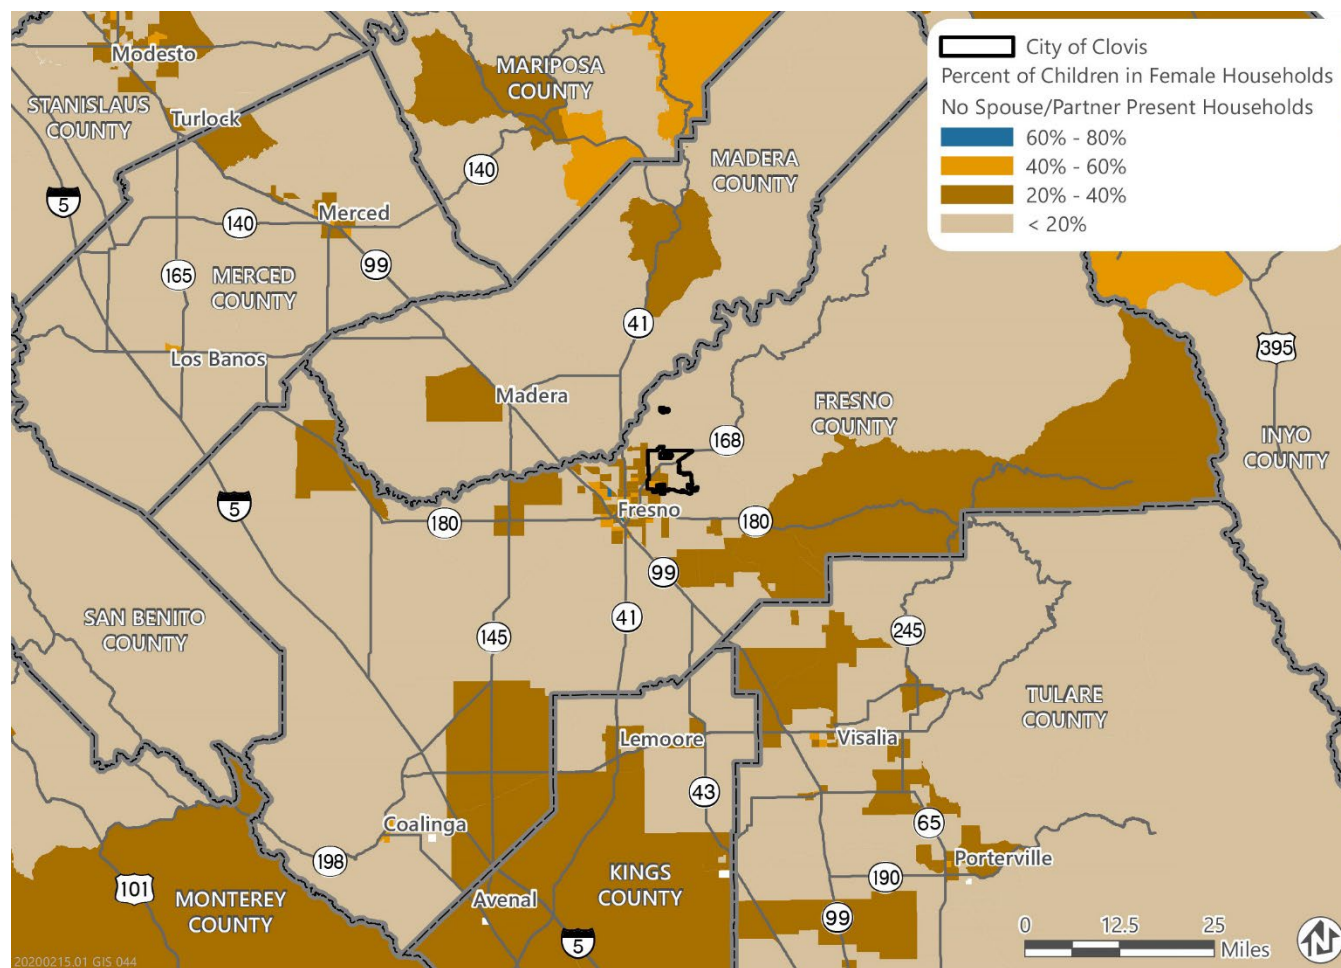 City of Clovis
Percent of Children in Female Households
No Spouse/Partner Present Households
60% - 80%
40% - 60%
20% - 40%
< 20%
Modesto
MARIPOSA
COUNTY
STANISLAUS
COUNTY
Turlock
MADERA
COUNTY
140
5
140
Merced
99
165
MERCED
COUNTY
41
395
Los Banos
Madera
FRESNO
COUNTY
INYO
COUNTY
168
5
180
Fresno
180
99
SAN BENITO
COUNTY
41
145
245
TULARE
COUNTY
Lemoore
Visalia
43
Coalinga
65
198
Porterville
101
MONTEREY
COUNTY
Avenal
KINGS
COUNTY
190
99
5
0
12.5
25
Miles
N
20200215.01 GIS 044